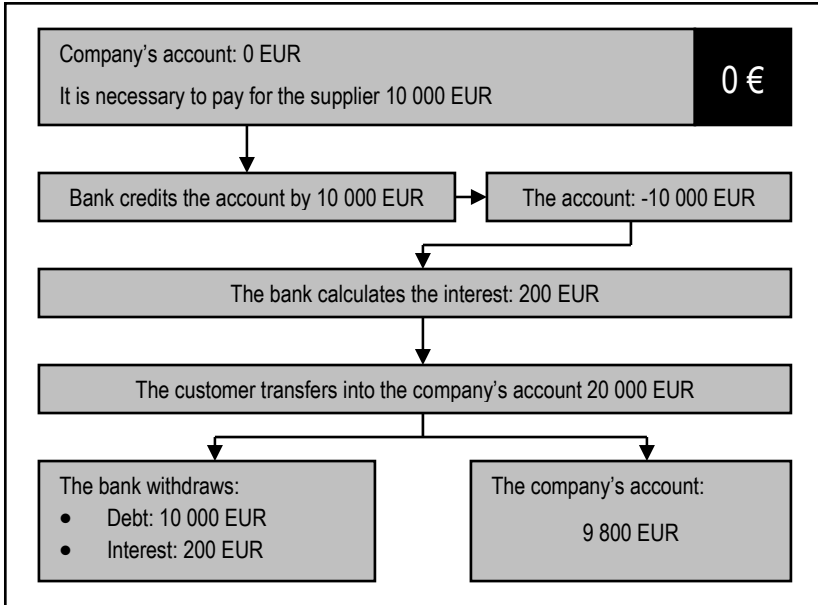 Company’s account: 0 EUR
It is necessary to pay for the supplier 10 000 EUR
0 €
Bank credits the account by 10 000 EUR
The account: -10 000 EUR
The bank calculates the interest: 200 EUR
The customer transfers into the company’s account 20 000 EUR
The bank withdraws:
• Debt: 10 000 EUR
• Interest: 200 EUR
The company’s account:
9 800 EUR